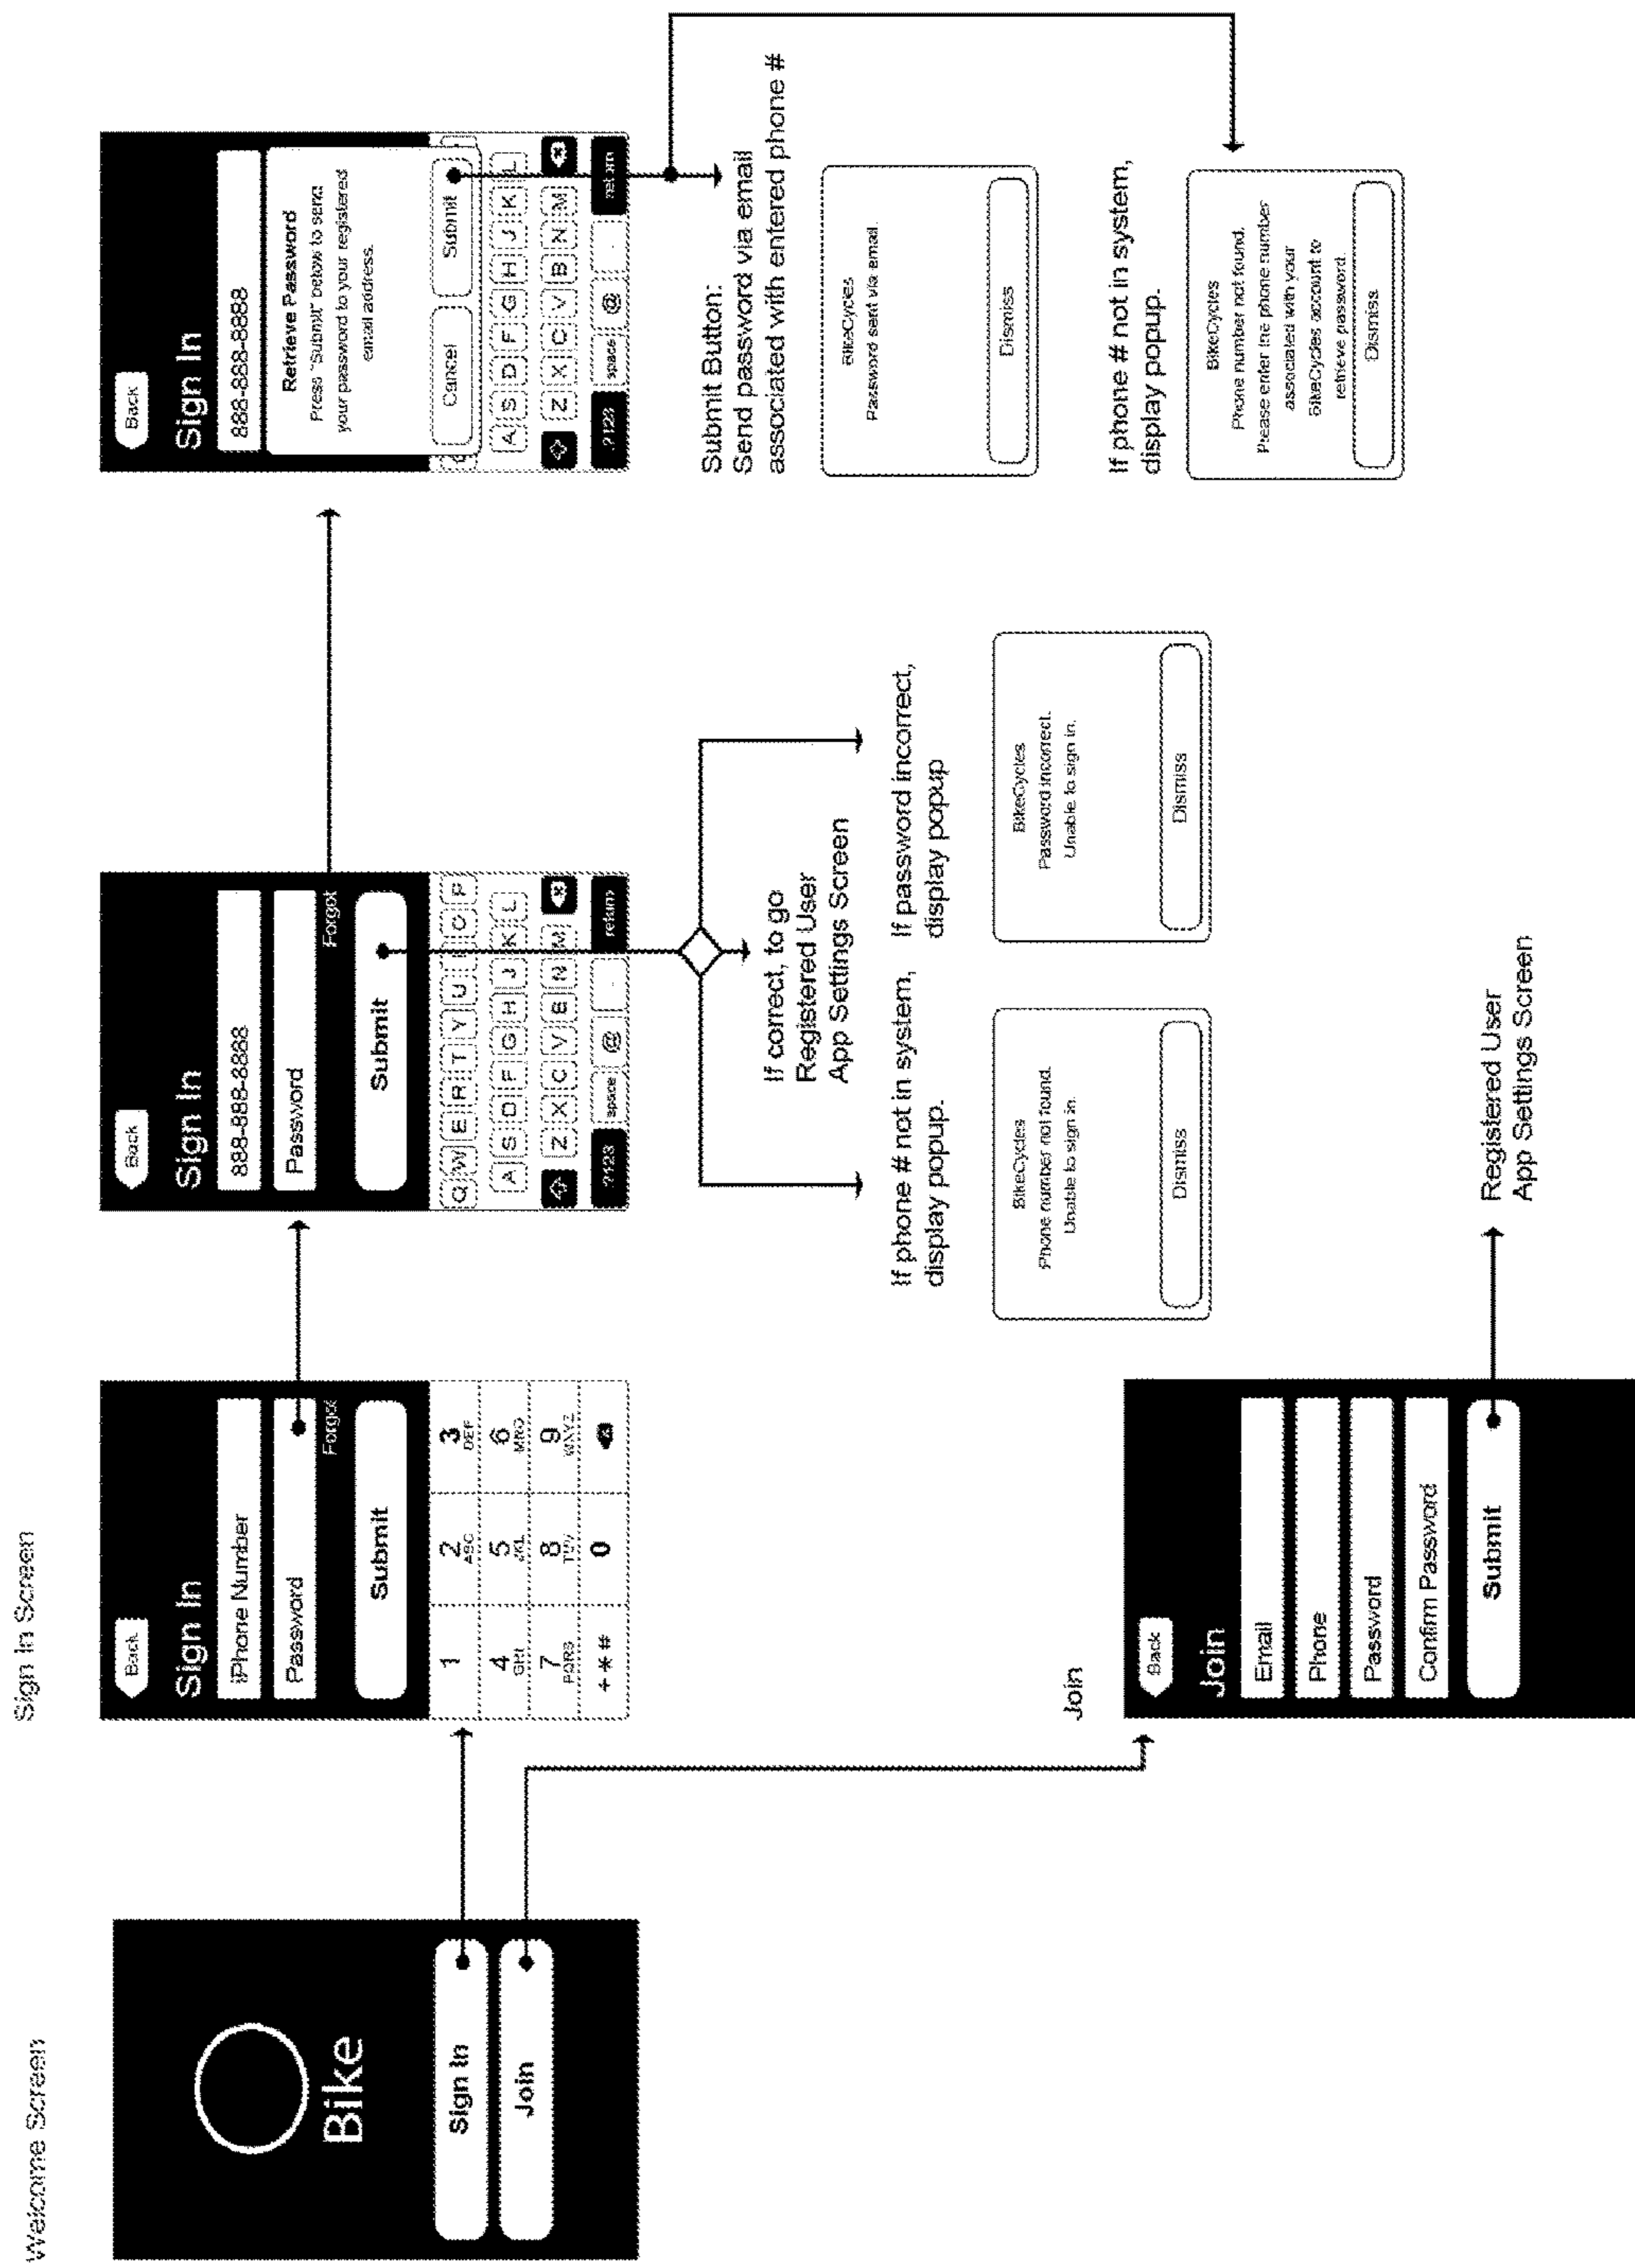 Welcome Screen
Bike
Sign In
Join
Sign In Screen
Back
Sign In
iPhone Number
Password
Forgot
Submit
1
2
ABC
3
DEF
4
GHI
5
JKL
6
MNO
7
PQRS
8
TUV
9
WXYZ
+ * #
0
Back
Sign In
888-888-8888
Password
Forgot
Submit
Q W E R T Y U I O P
A S D F G H J K L
Z X C V B N M
.?123
space
@
.
return
If correct, to go
Registered User
App Settings Screen
If phone # not in system,
display popup.
BikeCycles
Phone number not found.
Unable to sign in.
Dismiss
If password incorrect,
display popup
BikeCycles
Password incorrect.
Unable to sign in.
Dismiss
Back
Sign In
888-888-8888
Retrieve Password
Press "Submit" below to send
your password to your registered
email address.
Cancel
Submit
A S D F G H J K L
Z X C V B N M
.?123
space
@
.
return
Submit Button:
Send password via email
associated with entered phone #
BikeCycles
Password sent via email.
Dismiss
If phone # not in system,
display popup.
BikeCycles
Phone number not found.
Please enter the phone number
associated with your
BikeCycles account to
retrieve password.
Dismiss
Join
Back
Join
Email
Phone
Password
Confirm Password
Submit
Registered User
App Settings Screen